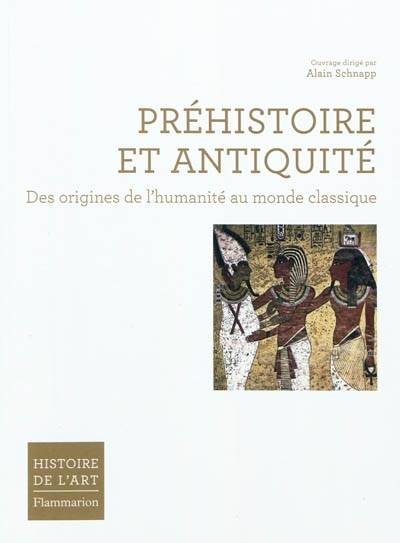 Ouvrage dirigé par
Alain Schnapp
PRÉHISTOIRE
ET ANTIQUITÉ
Des origines de l'humanité au monde classique
HISTOIRE
DE L'ART
Flammarion